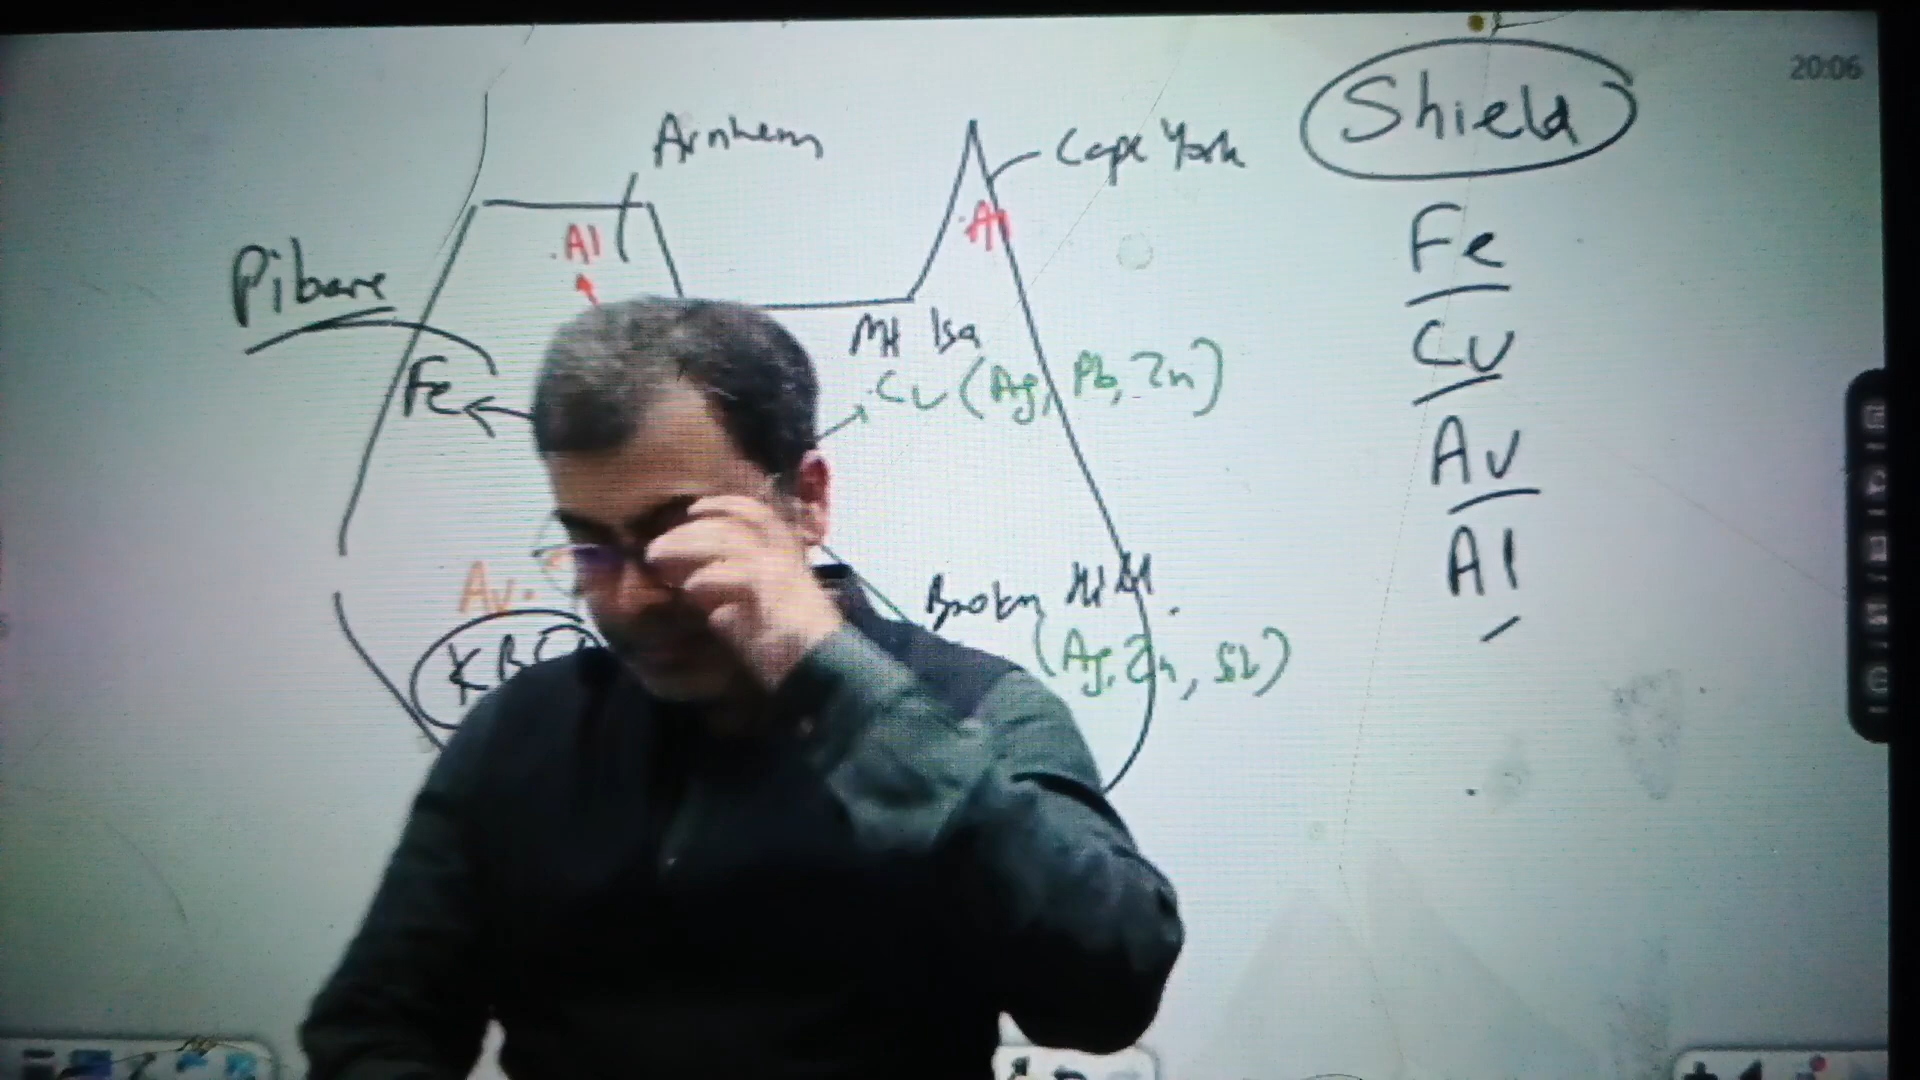 20:06
Shield
Arnhem
Cape York
.Al
.Al
Pibara
Fe
Fe
Mt Isa
Cu
.Cu (Ag, Pb, Zn)
Au
Au.
Al
Broken Hill.
(Ag, Zn, Sb)